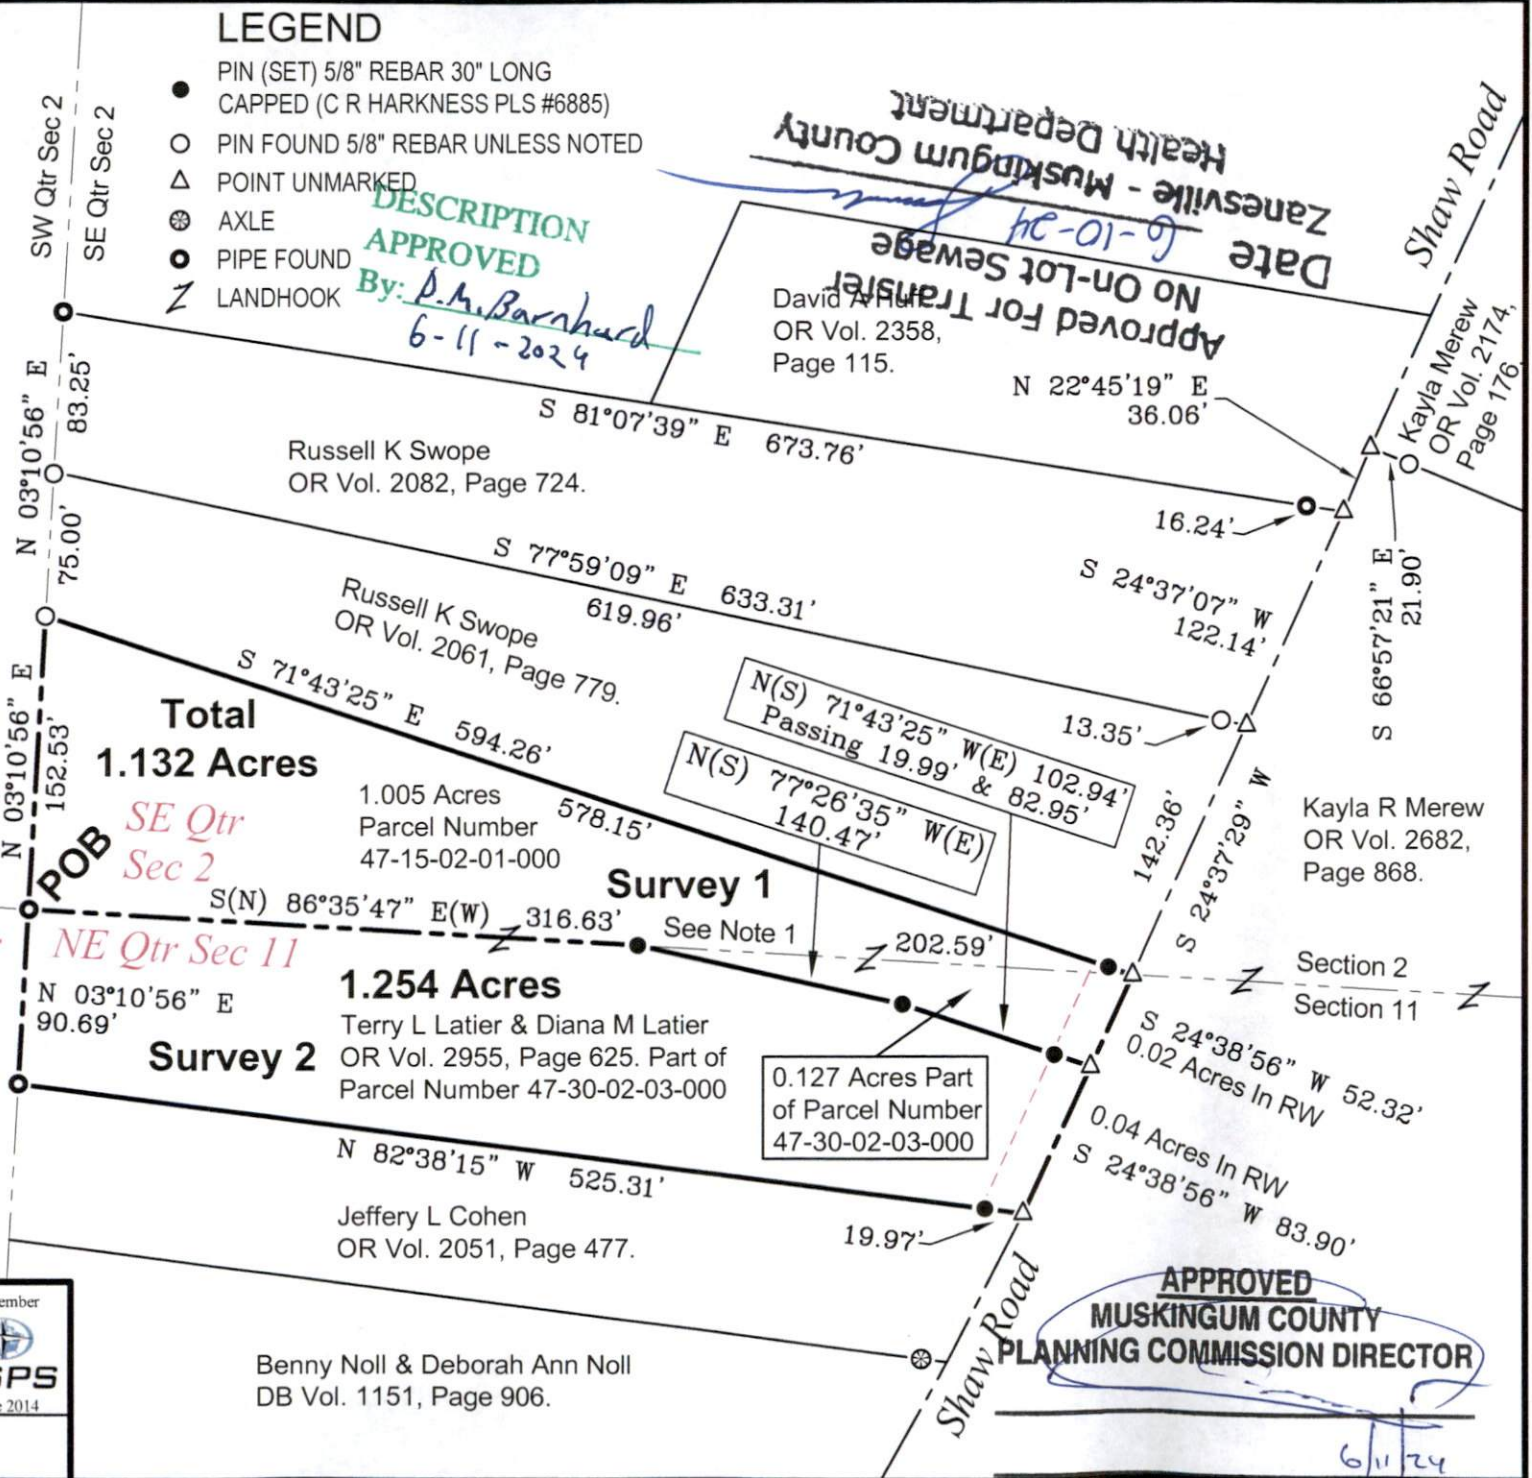 LEGEND
PIN (SET) 5/8" REBAR 30" LONG
CAPPED (C R HARKNESS PLS #6885)
PIN FOUND 5/8" REBAR UNLESS NOTED
POINT UNMARKED
AXLE
PIPE FOUND
LANDHOOK
DESCRIPTION
APPROVED
By: D.M. Barnhard
6-11-2024
Approved For Transfer
No On-Lot Sewage
Date 6-10-24
Zanesville - Muskingum County
Health Department
SW Qtr Sec 2
SE Qtr Sec 2
Shaw Road
David A Huff
OR Vol. 2358,
Page 115.
Kayla Merew
OR Vol. 2174,
Page 176.
N 22°45'19" E
36.06'
N 03°10'56" E
83.25'
S 81°07'39" E 673.76'
Russell K Swope
OR Vol. 2082, Page 724.
16.24'
S 66°57'21" E
21.90'
75.00'
S 77°59'09" E 633.31'
619.96'
S 24°37'07" W
122.14'
Russell K Swope
OR Vol. 2061, Page 779.
13.35'
N 03°10'56" E
152.53'
S 71°43'25" E 594.26'
578.15'
N(S) 71°43'25" W(E) 102.94'
Passing 19.99' & 82.95'
N(S) 77°26'35" W(E)
140.47'
142.36'
S 24°37'29" W
Kayla R Merew
OR Vol. 2682,
Page 868.
Total
1.132 Acres
1.005 Acres
Parcel Number
47-15-02-01-000
SE Qtr
Sec 2
POB
Survey 1
S(N) 86°35'47" E(W) 316.63'
See Note 1
202.59'
Section 2
Section 11
NE Qtr Sec 11
N 03°10'56" E
90.69'
1.254 Acres
Survey 2
Terry L Latier & Diana M Latier
OR Vol. 2955, Page 625. Part of
Parcel Number 47-30-02-03-000
0.127 Acres Part
of Parcel Number
47-30-02-03-000
S 24°38'56" W 52.32'
0.02 Acres In RW
0.04 Acres In RW
S 24°38'56" W 83.90'
N 82°38'15" W 525.31'
19.97'
Jeffery L Cohen
OR Vol. 2051, Page 477.
Shaw Road
Benny Noll & Deborah Ann Noll
DB Vol. 1151, Page 906.
APPROVED
MUSKINGUM COUNTY
PLANNING COMMISSION DIRECTOR
6/11/24
2014